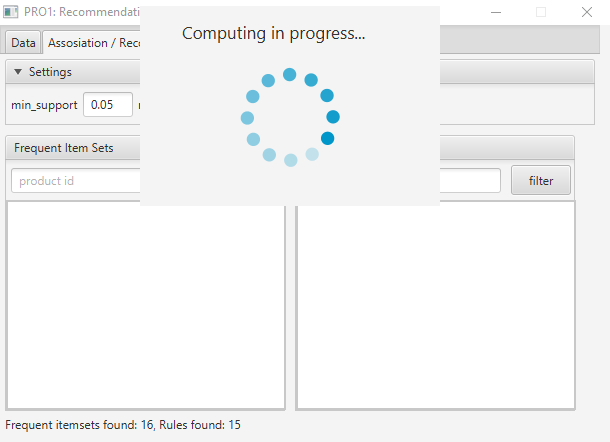 PRO1: Recommendati
Computing in progress...
Data
Assosiation / Reco
Settings
min_support
0.05
Frequent Item Sets
product id
filter
Frequent itemsets found: 16, Rules found: 15